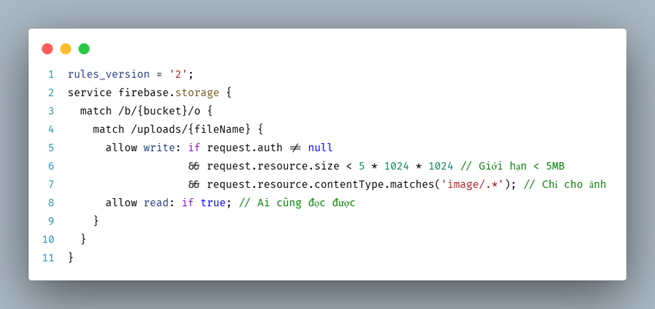 1 rules_version = '2';
2 service firebase.storage {
3 match /b/{bucket}/o {
4 match /uploads/{fileName} {
5 allow write: if request.auth != null
6 && request.resource.size < 5 * 1024 * 1024 // Giới hạn < 5MB
7 && request.resource.contentType.matches('image/.*'); // Chỉ cho ảnh
8 allow read: if true; // Ai cũng đọc được
9 }
10 }
11 }